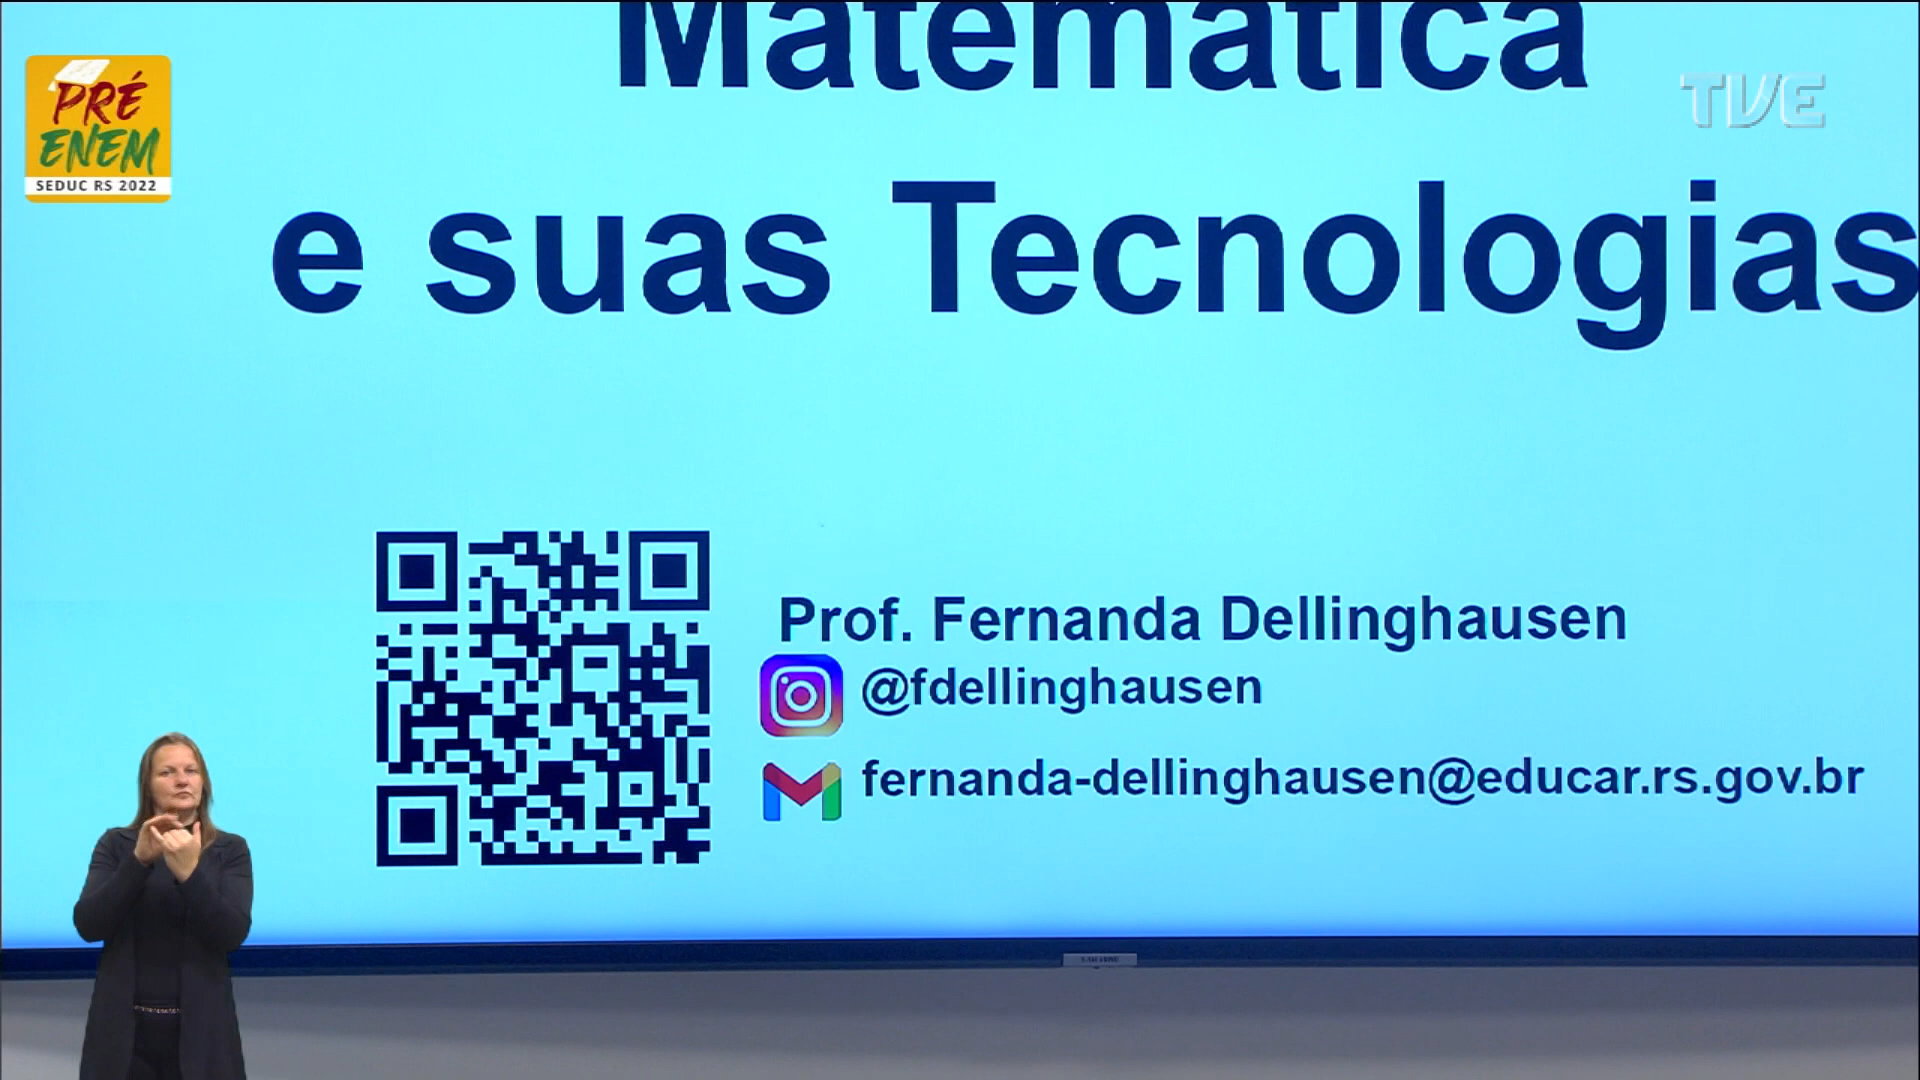 Matemática
e suas Tecnologias
PRÉ
ENEM
SEDUC RS 2022
TVE
Prof. Fernanda Dellinghausen
@fdellinghausen
fernanda-dellinghausen@educar.rs.gov.br